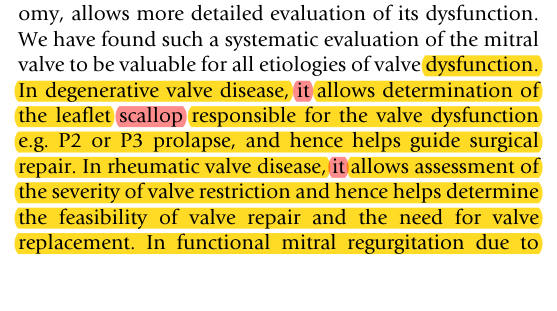 omy, allows more detailed evaluation of its dysfunction.
We have found such a systematic evaluation of the mitral
valve to be valuable for all etiologies of valve dysfunction.
In degenerative valve disease, it allows determination of
the leaflet scallop responsible for the valve dysfunction
e.g. P2 or P3 prolapse, and hence helps guide surgical
repair. In rheumatic valve disease, it allows assessment of
the severity of valve restriction and hence helps determine
the feasibility of valve repair and the need for valve
replacement. In functional mitral regurgitation due to